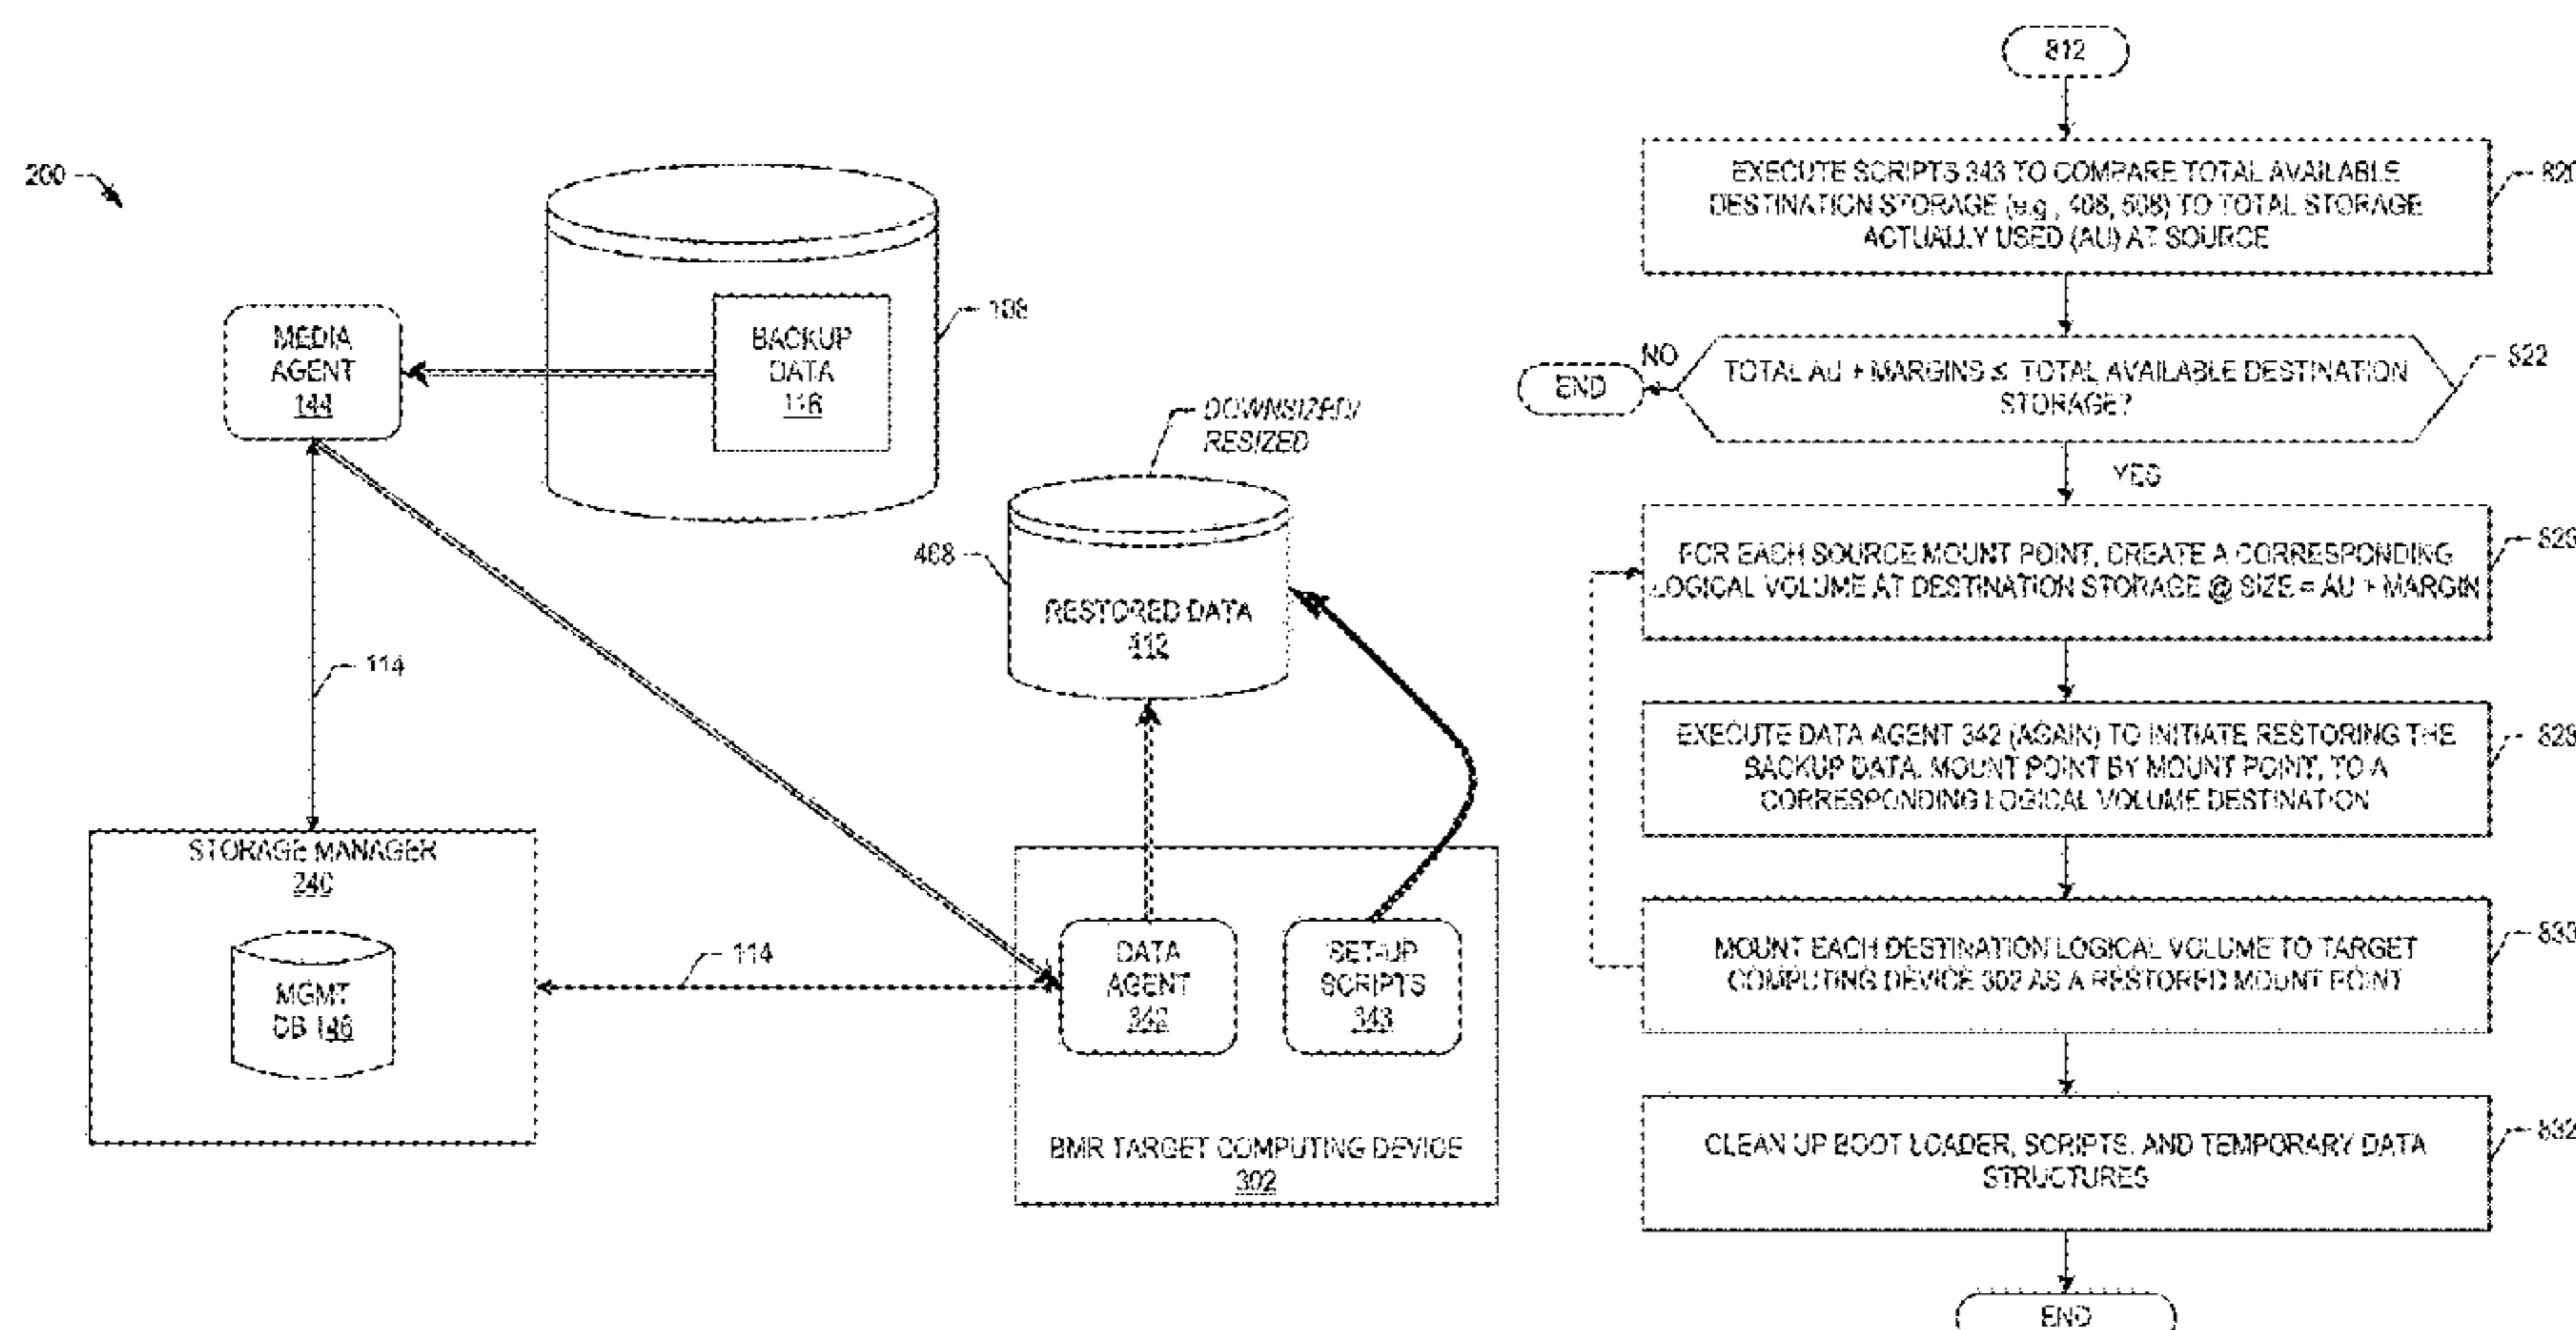 200
MEDIA
AGENT
144
BACKUP
DATA
116
108
DOWNSIZED/
RESIZED
408
RESTORED DATA
412
114
STORAGE MANAGER
240
MGMT
DB 146
114
DATA
AGENT
342
SET-UP
SCRIPTS
343
BMR TARGET COMPUTING DEVICE
302
812
EXECUTE SCRIPTS 343 TO COMPARE TOTAL AVAILABLE
DESTINATION STORAGE (e.g., 408, 508) TO TOTAL STORAGE
ACTUALLY USED (AU) AT SOURCE
820
TOTAL AU + MARGINS ≤ TOTAL AVAILABLE DESTINATION
STORAGE?
822
NO
END
YES
FOR EACH SOURCE MOUNT POINT, CREATE A CORRESPONDING
LOGICAL VOLUME AT DESTINATION STORAGE @ SIZE = AU + MARGIN
EXECUTE DATA AGENT 342 (AGAIN) TO INITIATE RESTORING THE
BACKUP DATA, MOUNT POINT BY MOUNT POINT, TO A
CORRESPONDING LOGICAL VOLUME DESTINATION
MOUNT EACH DESTINATION LOGICAL VOLUME TO TARGET
COMPUTING DEVICE 302 AS A RESTORED MOUNT POINT
CLEAN UP BOOT LOADER, SCRIPTS, AND TEMPORARY DATA
STRUCTURES
832
END